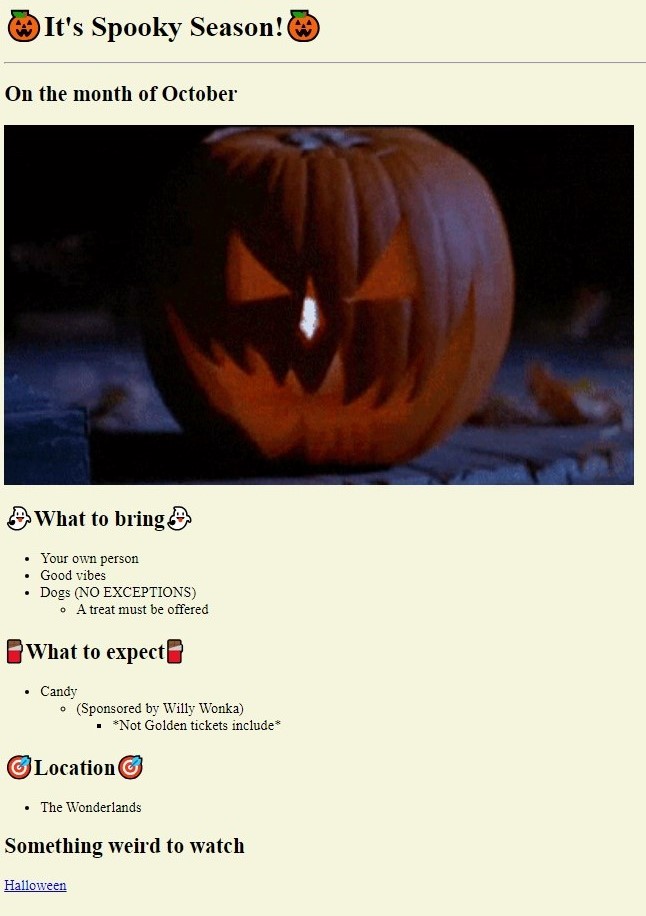 🎃It's Spooky Season!🎃
On the month of October
👻What to bring👻
Your own person
Good vibes
Dogs (NO EXCEPTIONS)
A treat must be offered
🍫What to expect🍫
Candy
(Sponsored by Willy Wonka)
*Not Golden tickets include*
🎯Location🎯
The Wonderlands
Something weird to watch
Halloween